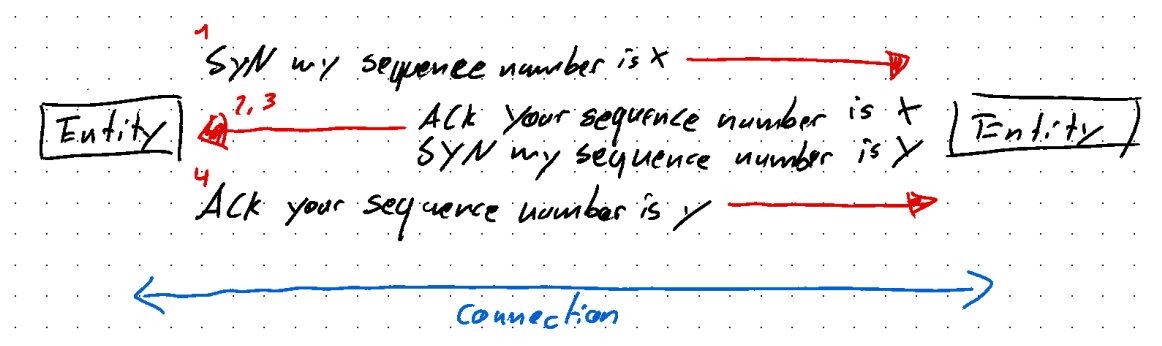 1
SYN my sequence number is X
2,3
ACK Your sequence number is X
Entity
Entity
SYN my sequence number is Y
4
ACK your sequence number is y
Connection